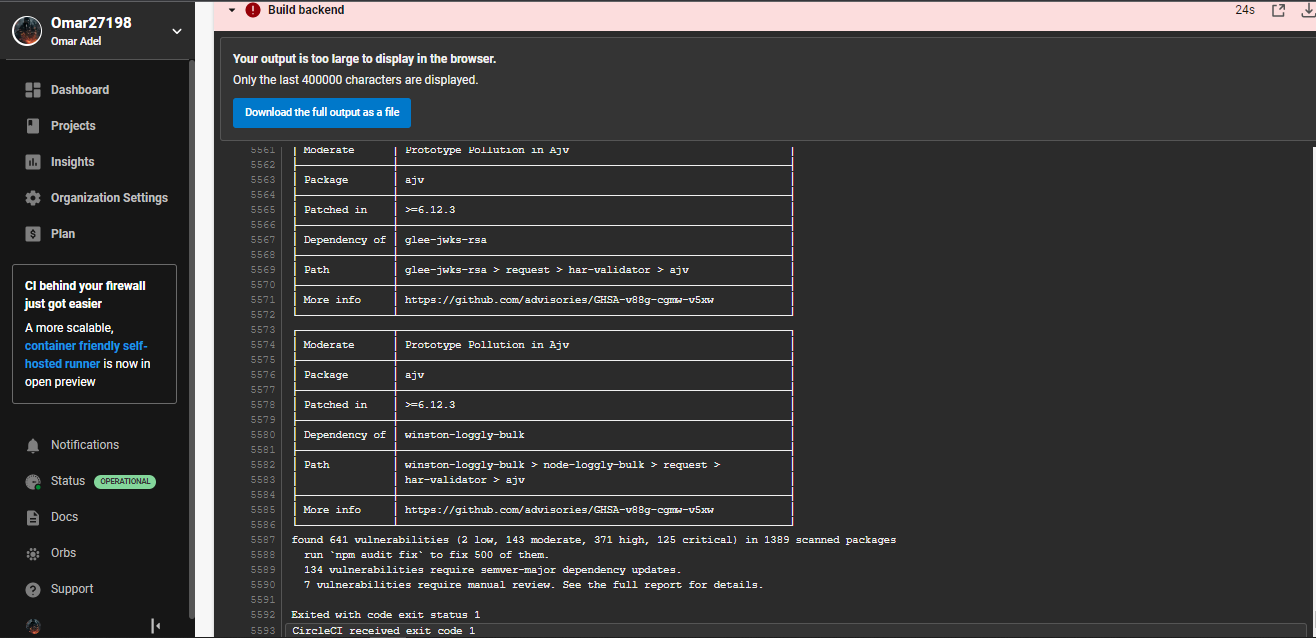 Omar27198
Omar Adel
Dashboard
Projects
Insights
Organization Settings
Plan
CI behind your firewall
just got easier
A more scalable,
container friendly self-
hosted runner is now in
open preview
Notifications
Status OPERATIONAL
Docs
Orbs
Support
Build backend 24s
Your output is too large to display in the browser.
Only the last 400000 characters are displayed.
Download the full output as a file
5561 Moderate Prototype Pollution in Ajv
5562
5563 Package ajv
5564
5565 Patched in >=6.12.3
5566
5567 Dependency of glee-jwks-rsa
5568
5569 Path glee-jwks-rsa > request > har-validator > ajv
5570
5571 More info https://github.com/advisories/GHSA-v88g-cgmw-v5xw
5572
5573
5574 Moderate Prototype Pollution in Ajv
5575
5576 Package ajv
5577
5578 Patched in >=6.12.3
5579
5580 Dependency of winston-loggly-bulk
5581
5582 Path winston-loggly-bulk > node-loggly-bulk > request >
5583 har-validator > ajv
5584
5585 More info https://github.com/advisories/GHSA-v88g-cgmw-v5xw
5586
5587 found 641 vulnerabilities (2 low, 143 moderate, 371 high, 125 critical) in 1389 scanned packages
5588 run `npm audit fix` to fix 500 of them.
5589 134 vulnerabilities require semver-major dependency updates.
5590 7 vulnerabilities require manual review. See the full report for details.
5591
5592 Exited with code exit status 1
5593 CircleCI received exit code 1